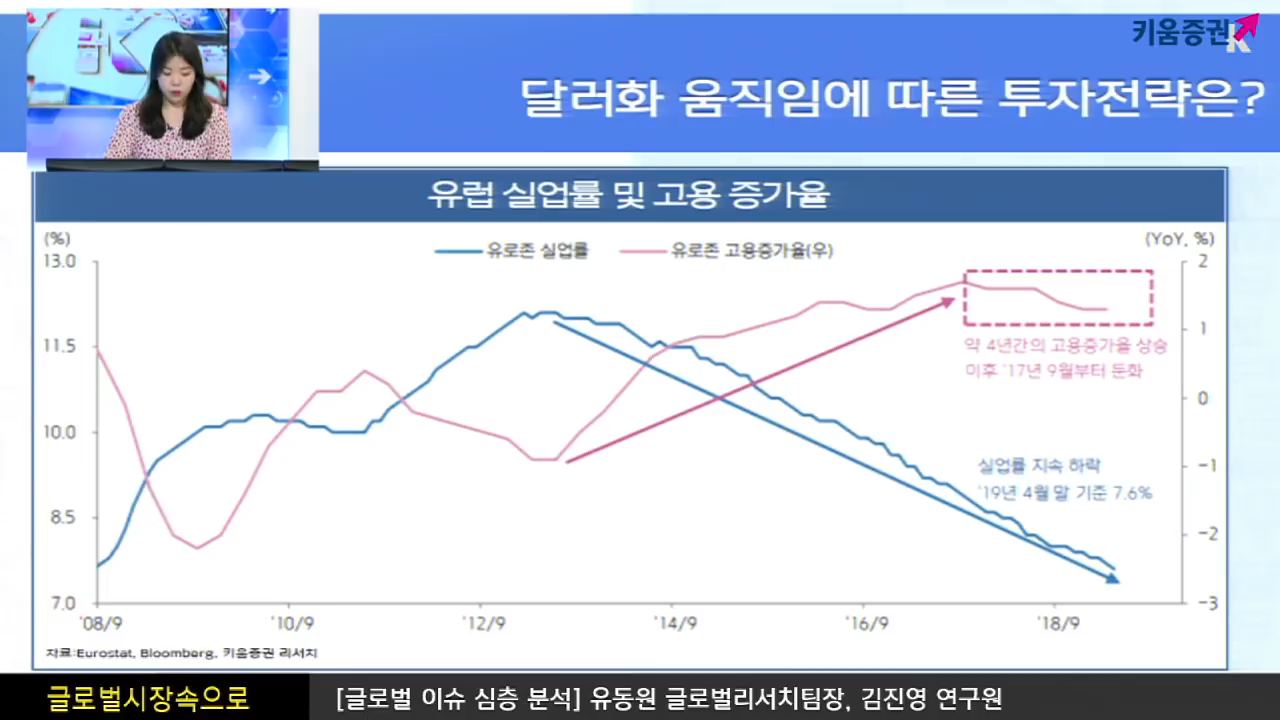 키움증권
달러화 움직임에 따른 투자전략은?
유럽 실업률 및 고용 증가율
(%)
(YoY, %)
유로존 실업률
유로존 고용증가율(우)
13.0
11.5
10.0
8.5
7.0
2
1
0
-1
-2
-3
약 4년간의 고용증가율 상승
이후 '17년 9월부터 둔화
실업률 지속 하락
'19년 4월 말 기준 7.6%
'08/9
'10/9
'12/9
'14/9
'16/9
'18/9
자료:Eurostat, Bloomberg, 키움증권 리서치
글로벌시장속으로
[글로벌 이슈 심층 분석] 유동원 글로벌리서치팀장, 김진영 연구원